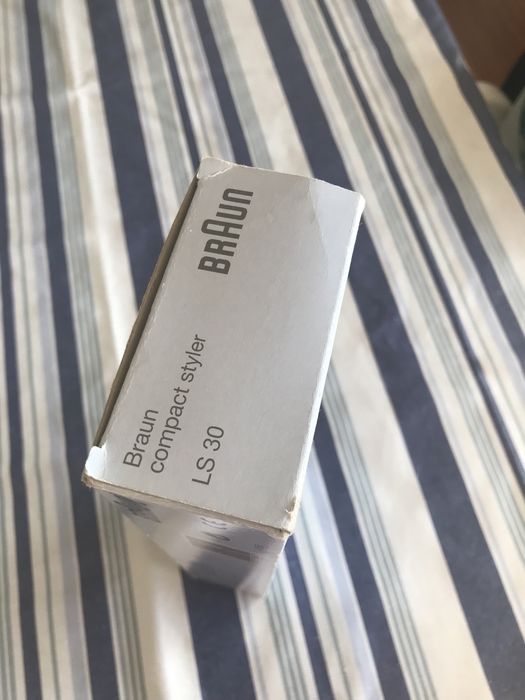 BRAUN
Braun
compact styler
LS 30